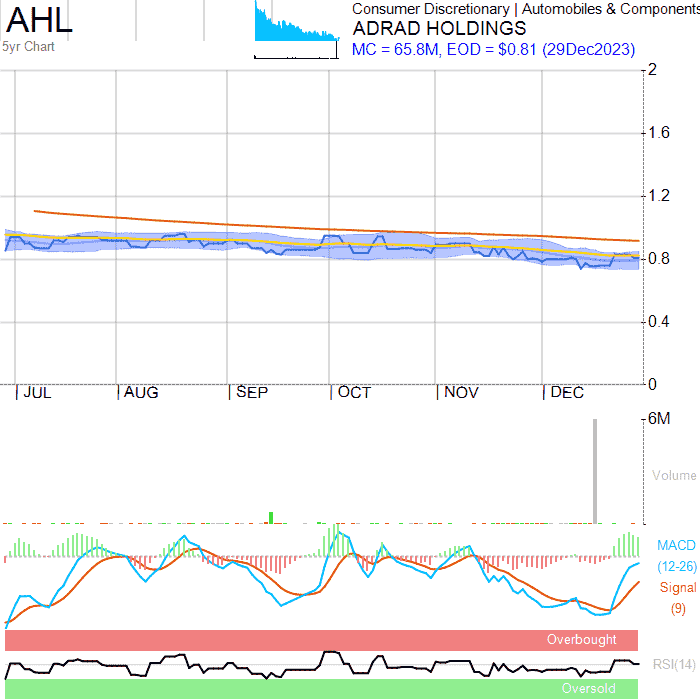 AHL
5yr Chart
Consumer Discretionary | Automobiles & Components
ADRAD HOLDINGS
MC = 65.8M, EOD = $0.81 (29Dec2023)
2
1.6
1.2
0.8
0.4
0
JUL AUG SEP OCT NOV DEC
6M
Volume
MACD
(12-26)
Signal
(9)
Overbought
RSI(14)
Oversold